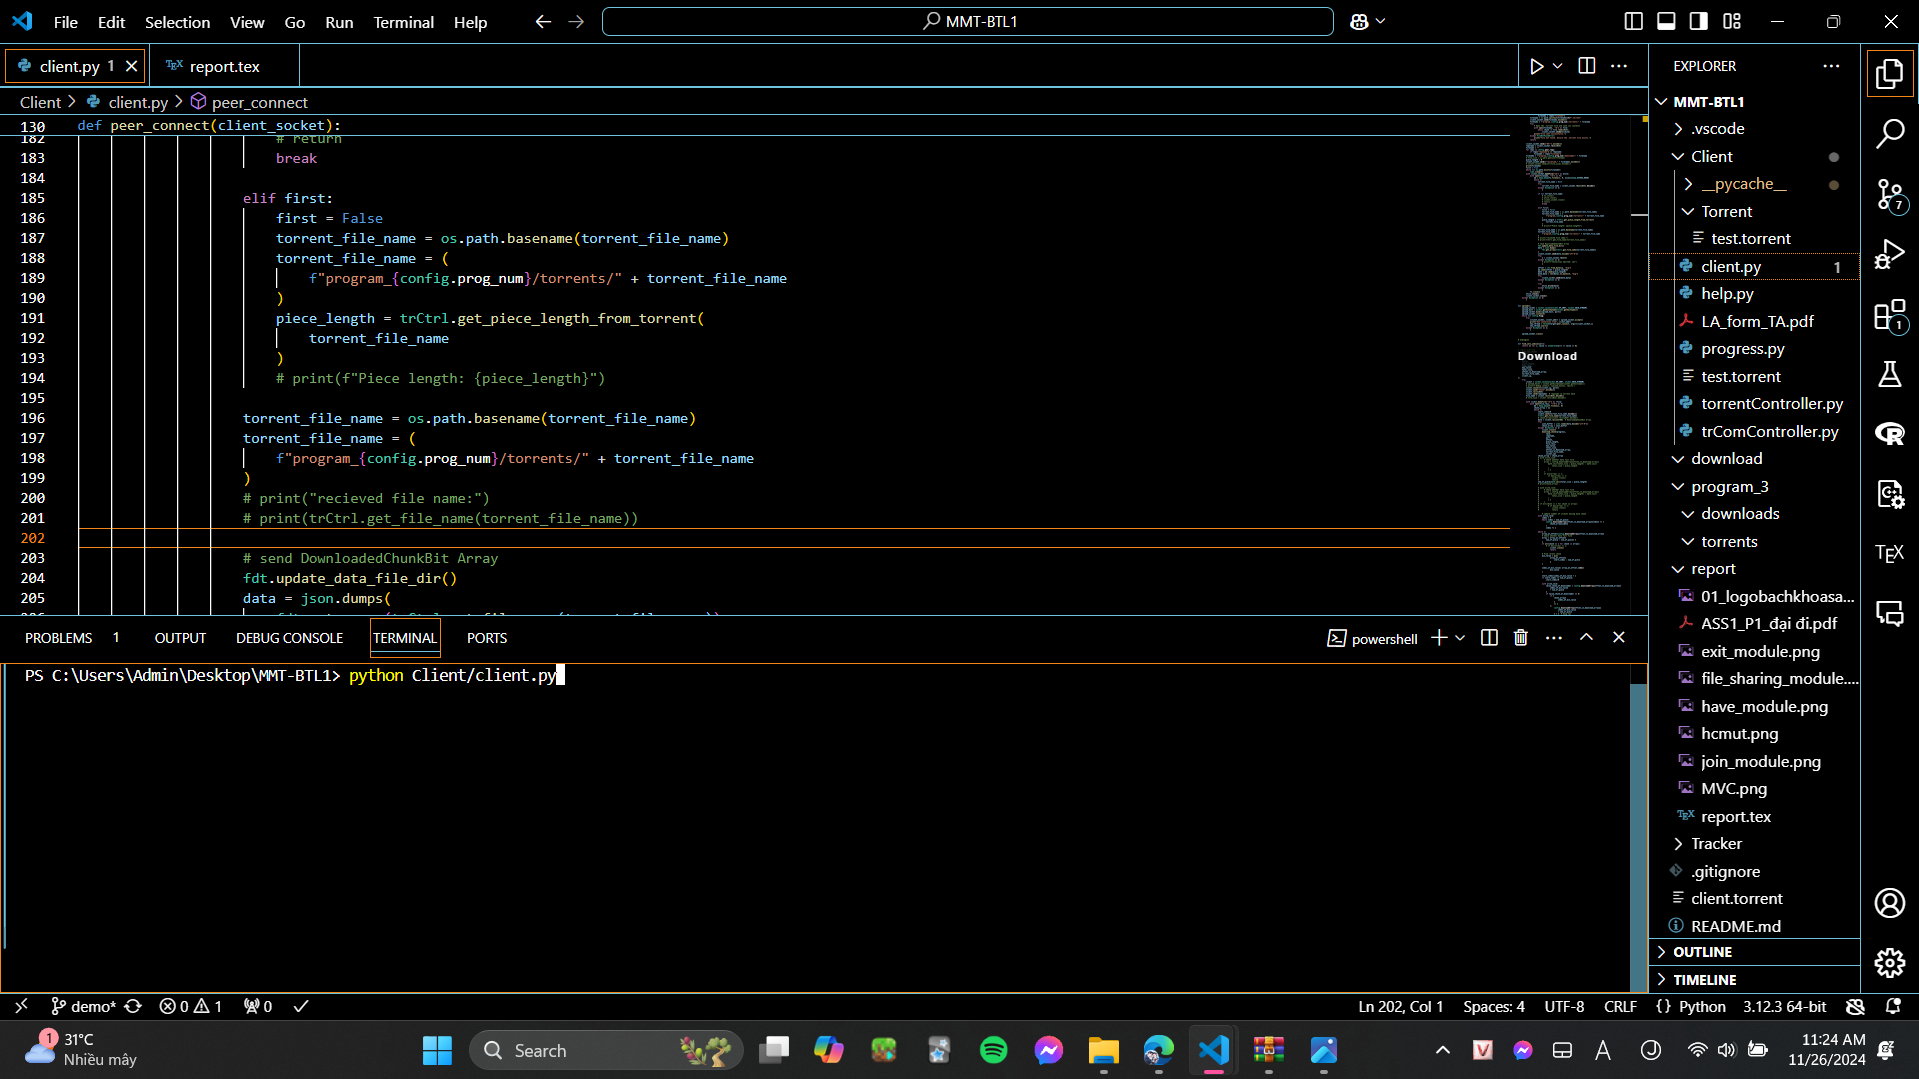 File Edit Selection View Go Run Terminal Help
MMT-BTL1
client.py 1
report.tex
Client > client.py > peer_connect
130 def peer_connect(client_socket):
182 # return
183 break
184
185 elif first:
186 first = False
187 torrent_file_name = os.path.basename(torrent_file_name)
188 torrent_file_name = (
189 f"program_{config.prog_num}/torrents/" + torrent_file_name
190 )
191 piece_length = trCtrl.get_piece_length_from_torrent(
192 torrent_file_name
193 )
194 # print(f"Piece length: {piece_length}")
195
196 torrent_file_name = os.path.basename(torrent_file_name)
197 torrent_file_name = (
198 f"program_{config.prog_num}/torrents/" + torrent_file_name
199 )
200 # print("recieved file name:")
201 # print(trCtrl.get_file_name(torrent_file_name))
202
203 # send DownloadedChunkBit Array
204 fdt.update_data_file_dir()
205 data = json.dumps(
Download
PROBLEMS 1 OUTPUT DEBUG CONSOLE TERMINAL PORTS
powershell
PS C:\Users\Admin\Desktop\MMT-BTL1> python Client/client.py
EXPLORER
MMT-BTL1
.vscode
Client
__pycache__
Torrent
test.torrent
client.py 1
help.py
LA_form_TA.pdf
progress.py
test.torrent
torrentController.py
trComController.py
download
program_3
downloads
torrents
report
01_logobachkhoasa...
ASS1_P1_đại đi.pdf
exit_module.png
file_sharing_module....
have_module.png
hcmut.png
join_module.png
MVC.png
report.tex
Tracker
.gitignore
client.torrent
README.md
OUTLINE
TIMELINE
7
1
TEX
demo* 0 1 0
Ln 202, Col 1 Spaces: 4 UTF-8 CRLF {} Python 3.12.3 64-bit
1
31°C
Nhiều mây
Search
11:24 AM
11/26/2024